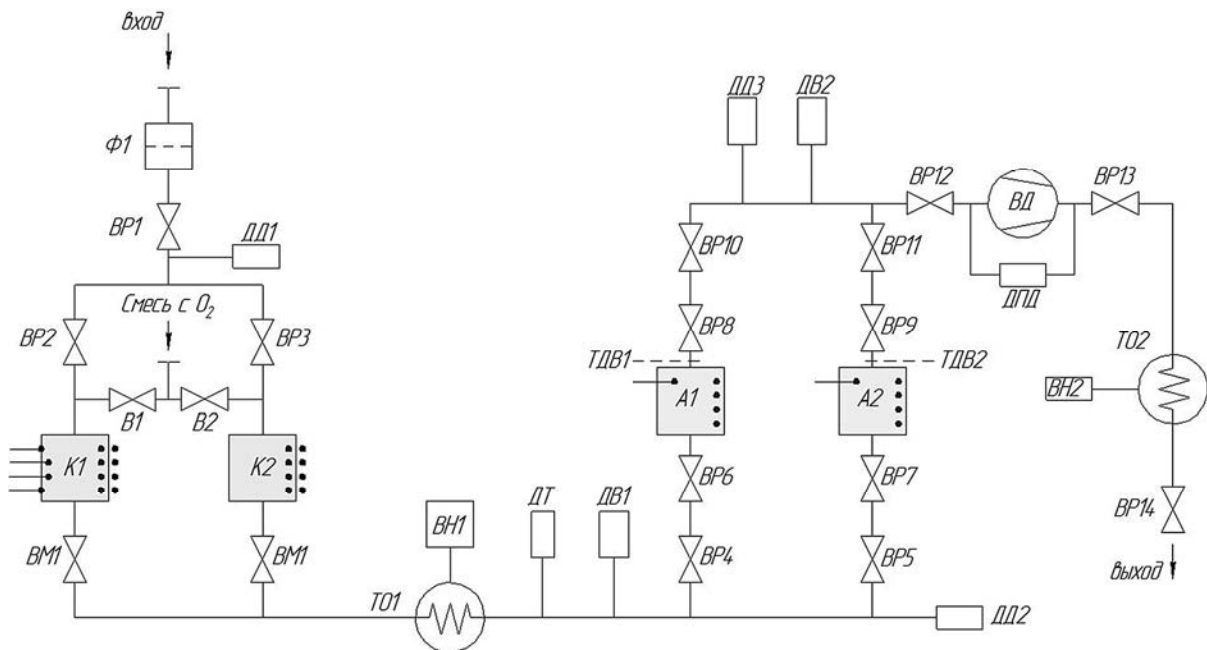 вход
Ф1
ВР1
ДД1
Смесь с О₂
ВР2
ВР3
В1
В2
К1
К2
ВМ1
ВМ1
ВН1
ТО1
ДТ
ДВ1
ДД2
ВР4
ВР5
ВР6
ВР7
А1
А2
ТДВ1
ТДВ2
ВР8
ВР9
ВР10
ВР11
ДД3
ДВ2
ВР12
ВД
ВР13
ДПД
ТО2
ВН2
ВР14
выход